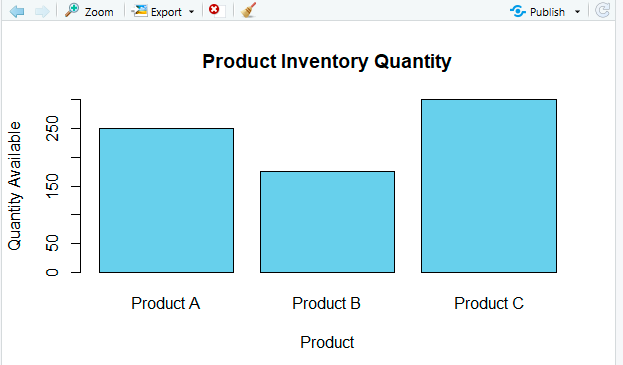 Zoom Export Publish
Product Inventory Quantity
Quantity Available
250
150
50
0
Product A Product B Product C
Product